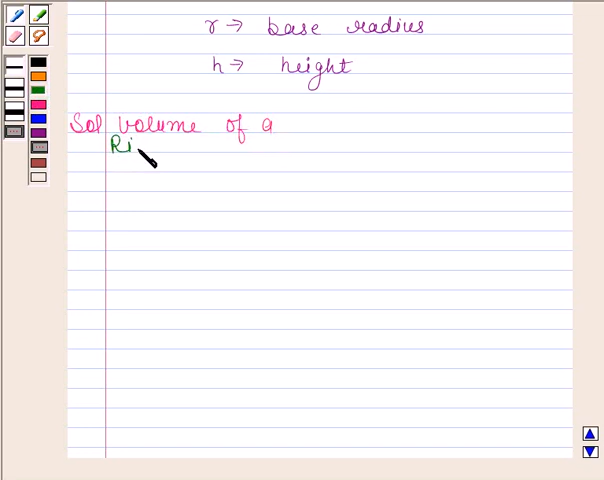 r → base radius
h → height
Sol volume of a
Ri